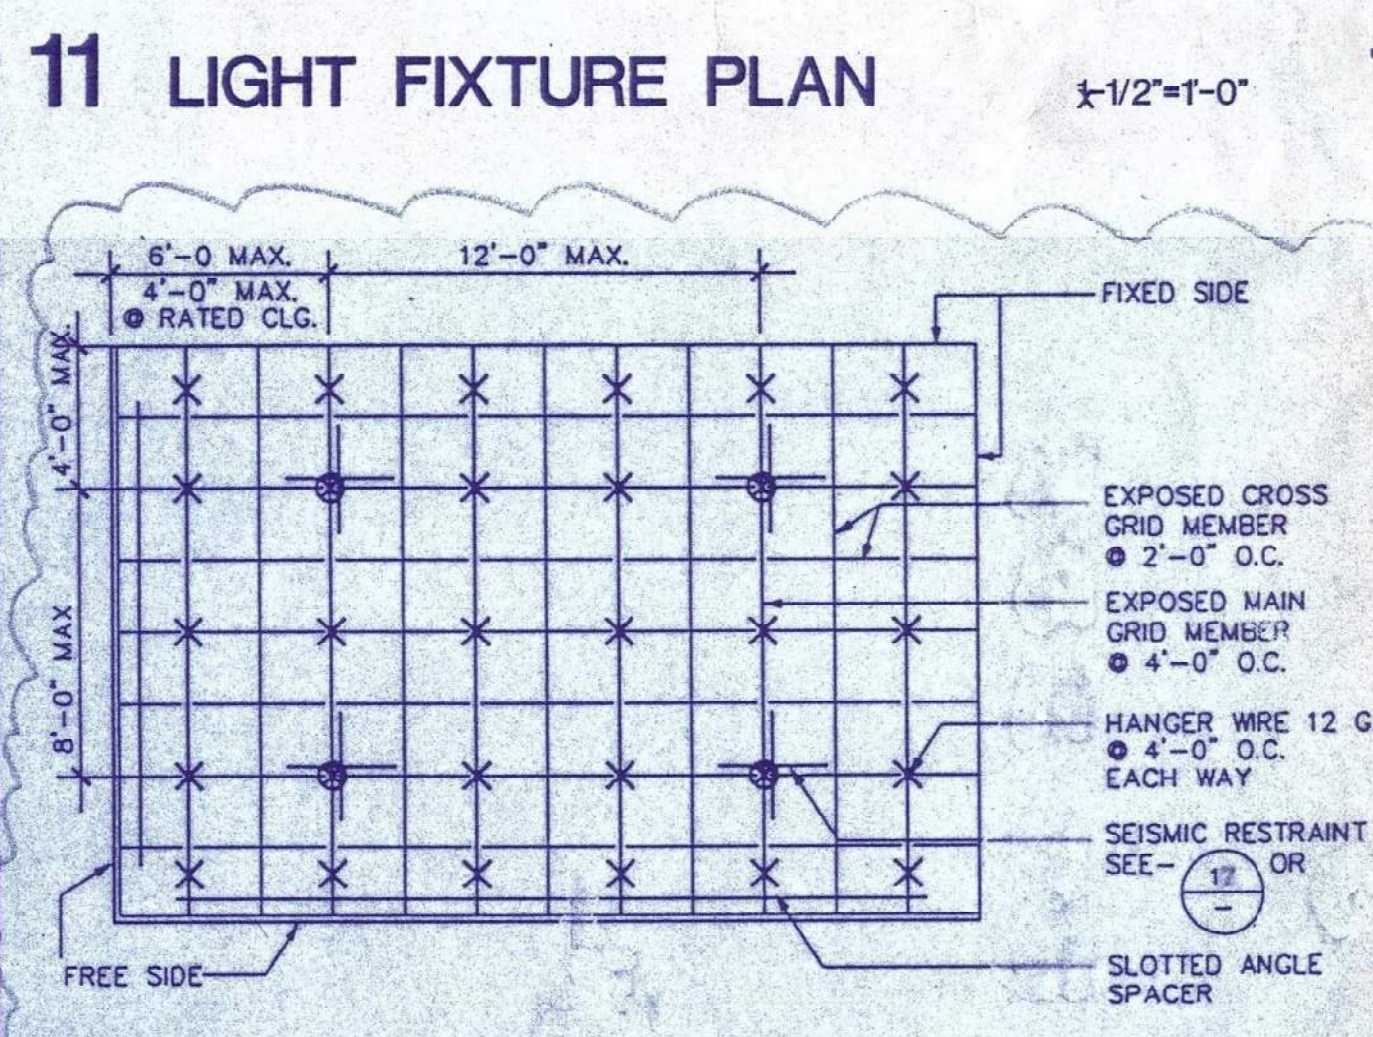 11 LIGHT FIXTURE PLAN
1-1/2"=1'-0"
6'-0 MAX.
12'-0" MAX.
4'-0" MAX.
@ RATED CLG.
FIXED SIDE
4'-0" MAX.
EXPOSED CROSS
GRID MEMBER
@ 2'-0" O.C.
EXPOSED MAIN
GRID MEMBER
@ 4'-0" O.C.
8'-0" MAX
HANGER WIRE 12 G
@ 4'-0" O.C.
EACH WAY
SEISMIC RESTRAINT
SEE- 17 OR
-
FREE SIDE
SLOTTED ANGLE
SPACER